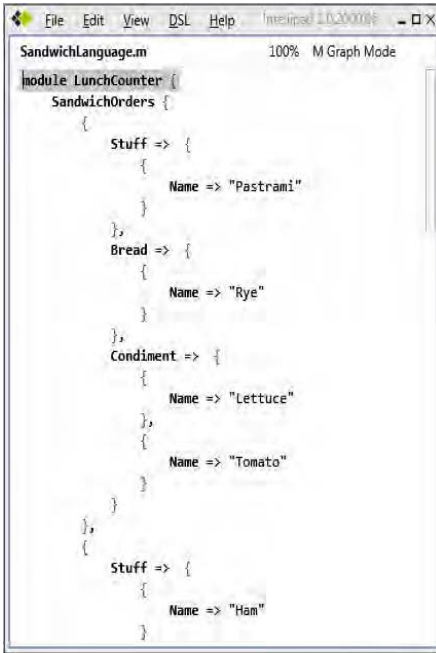 File Edit View DSL Help
SandwichLanguage.m 100% M Graph Mode
module LunchCounter {
    SandwichOrders {
        {
            Stuff => {
                {
                    Name => "Pastrami"
                }
            },
            Bread => {
                {
                    Name => "Rye"
                }
            },
            Condiment => {
                {
                    Name => "Lettuce"
                },
                {
                    Name => "Tomato"
                }
            }
        },
        {
            Stuff => {
                {
                    Name => "Ham"
                }